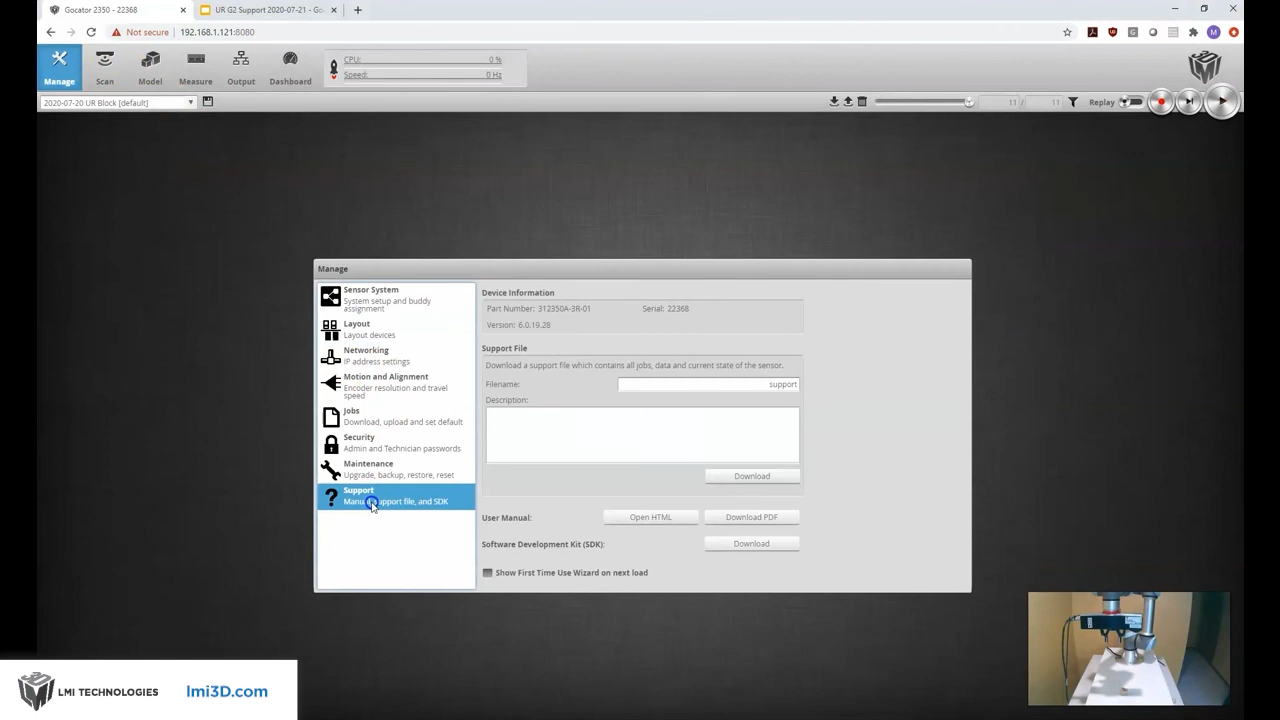 Gocator 2350 - 22368
UR G2 Support 2020-07-21 - Go
Not secure
192.168.1.121:8080
M
Manage
Scan
Model
Measure
Output
Dashboard
CPU: 0 %
Speed: 0 Hz
2020-07-20 UR Block [default]
11 / 11
Replay
Manage
Sensor System
System setup and buddy
assignment
Layout
Layout devices
Networking
IP address settings
Motion and Alignment
Encoder resolution and travel
speed
Jobs
Download, upload and set default
Security
Admin and Technician passwords
Maintenance
Upgrade, backup, restore, reset
Support
Manual, support file, and SDK
Device Information
Part Number: 312350A-3R-01 Serial: 22368
Version: 6.0.19.28
Support File
Download a support file which contains all jobs, data and current state of the sensor.
Filename: support
Description:
Download
User Manual: Open HTML Download PDF
Software Development Kit (SDK): Download
Show First Time Use Wizard on next load
LMI TECHNOLOGIES lmi3D.com